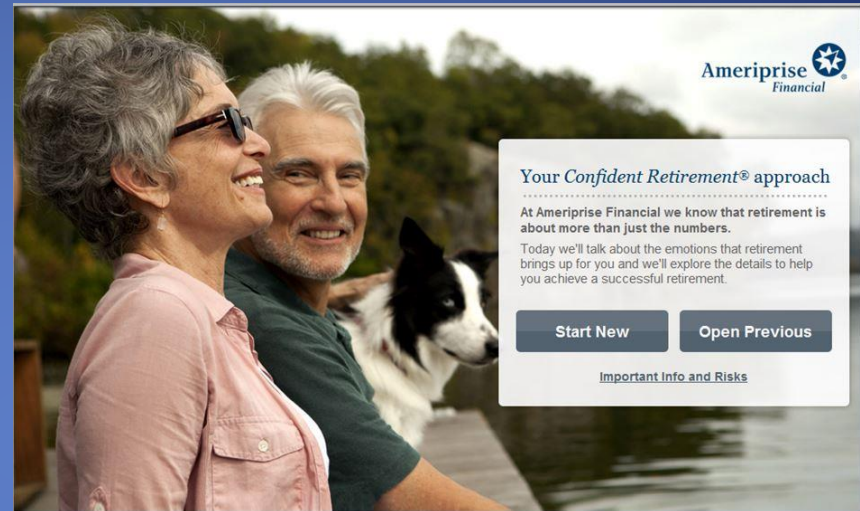 Ameriprise
Financial
Your Confident Retirement® approach
At Ameriprise Financial we know that retirement is
about more than just the numbers.
Today we'll talk about the emotions that retirement
brings up for you and we'll explore the details to help
you achieve a successful retirement.
Start New
Open Previous
Important Info and Risks